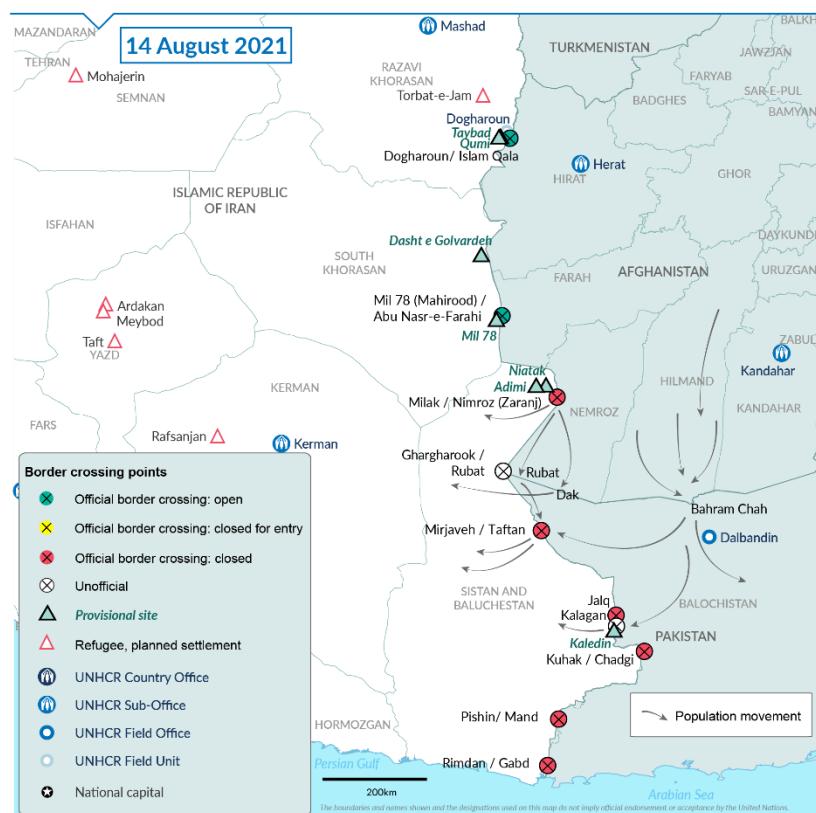 14 August 2021
MAZANDARAN
TEHRAN
Mohajerin
SEMNAN
Mashad
RAZAVI
KHORASAN
Torbat-e-Jam
TURKMENISTAN
BALKH
JAWZJAN
FARYAB
SAR-E-PUL
BADGHES
BAMYAN
Dogharoun
Taybad
Qumi
Dogharoun/ Islam Qala
Herat
HIRAT
GHOR
ISLAMIC REPUBLIC
OF IRAN
ISFAHAN
DAYKUNDI
Dasht e Golvardeh
SOUTH
KHORASAN
FARAH
AFGHANISTAN
URUZGAN
Ardakan
Meybod
Taft
YAZD
Mil 78 (Mahirood) /
Abu Nasr-e-Farahi
Mil 78
ZABUL
Kandahar
Niatak
Adimi
KERMAN
HILMAND
Milak / Nimroz (Zaranj)
NEMROZ
KANDAHAR
FARS
Rafsanjan
Kerman
Ghargharook /
Rubat
Rubat
Dak
Bahram Chah
Mirjaveh / Taftan
Dalbandin
SISTAN AND
BALUCHESTAN
Jalq
Kalagan
BALOCHISTAN
Kaledin
PAKISTAN
Kuhak / Chadgi
Pishin/ Mand
Rimdan / Gabd
HORMOZGAN
Persian Gulf
Arabian Sea
200km
Population movement
Border crossing points
Official border crossing: open
Official border crossing: closed for entry
Official border crossing: closed
Unofficial
Provisional site
Refugee, planned settlement
UNHCR Country Office
UNHCR Sub-Office
UNHCR Field Office
UNHCR Field Unit
National capital
The boundaries and names shown and the designations used on this map do not imply official endorsement or acceptance by the United Nations.